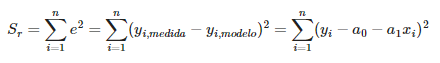 $S_r = \sum_{i=1}^{n} e^2 = \sum_{i=1}^{n} (y_{i,medida} - y_{i,modelo})^2 = \sum_{i=1}^{n} (y_i - a_0 - a_1 x_i)^2$